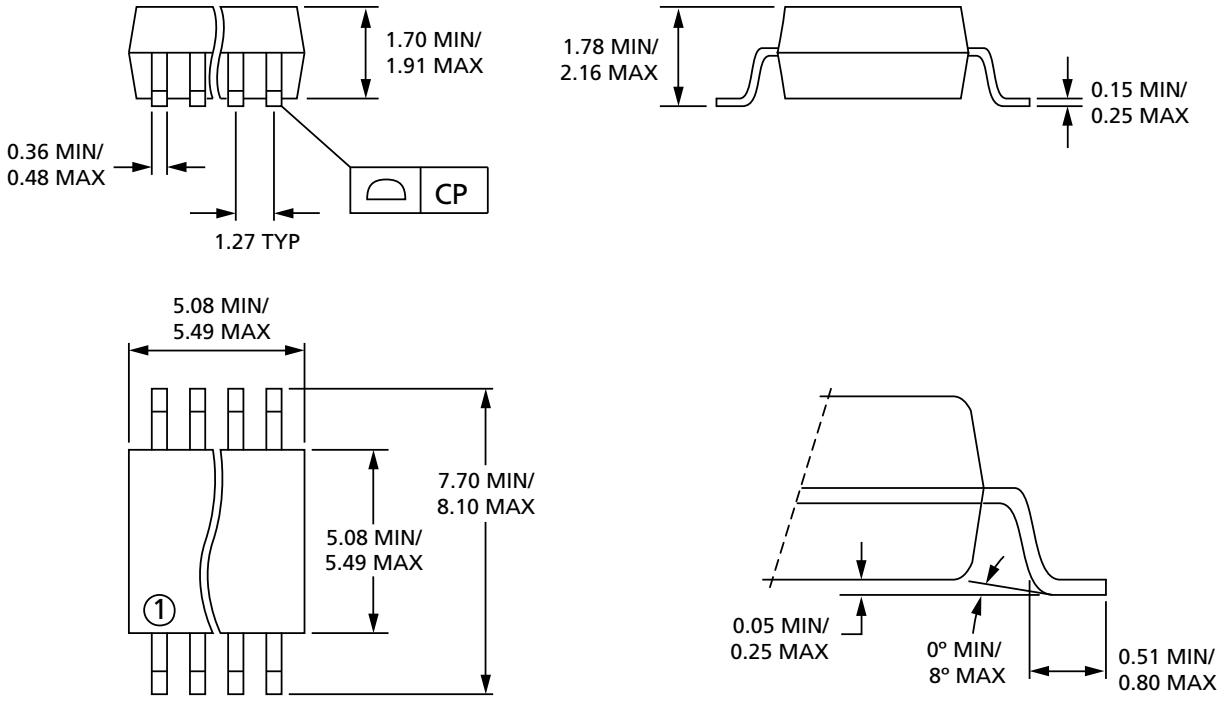 1.70 MIN/
1.91 MAX
1.78 MIN/
2.16 MAX
0.15 MIN/
0.25 MAX
0.36 MIN/
0.48 MAX
CP
1.27 TYP
5.08 MIN/
5.49 MAX
7.70 MIN/
8.10 MAX
5.08 MIN/
5.49 MAX
1
0.05 MIN/
0.25 MAX
0º MIN/
8º MAX
0.51 MIN/
0.80 MAX